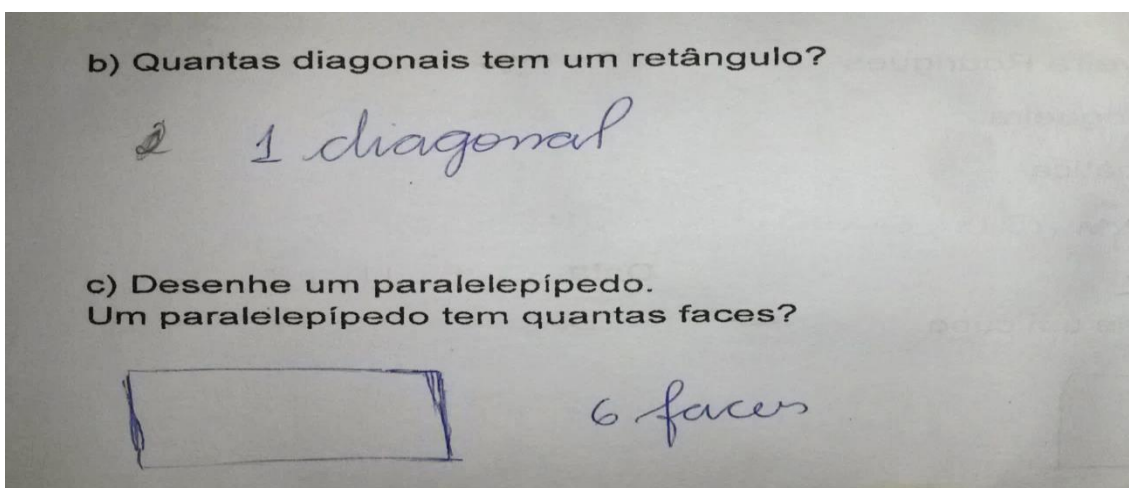 b) Quantas diagonais tem um retângulo?
1 diagonal
c) Desenhe um paralelepípedo.
Um paralelepípedo tem quantas faces?
6 faces